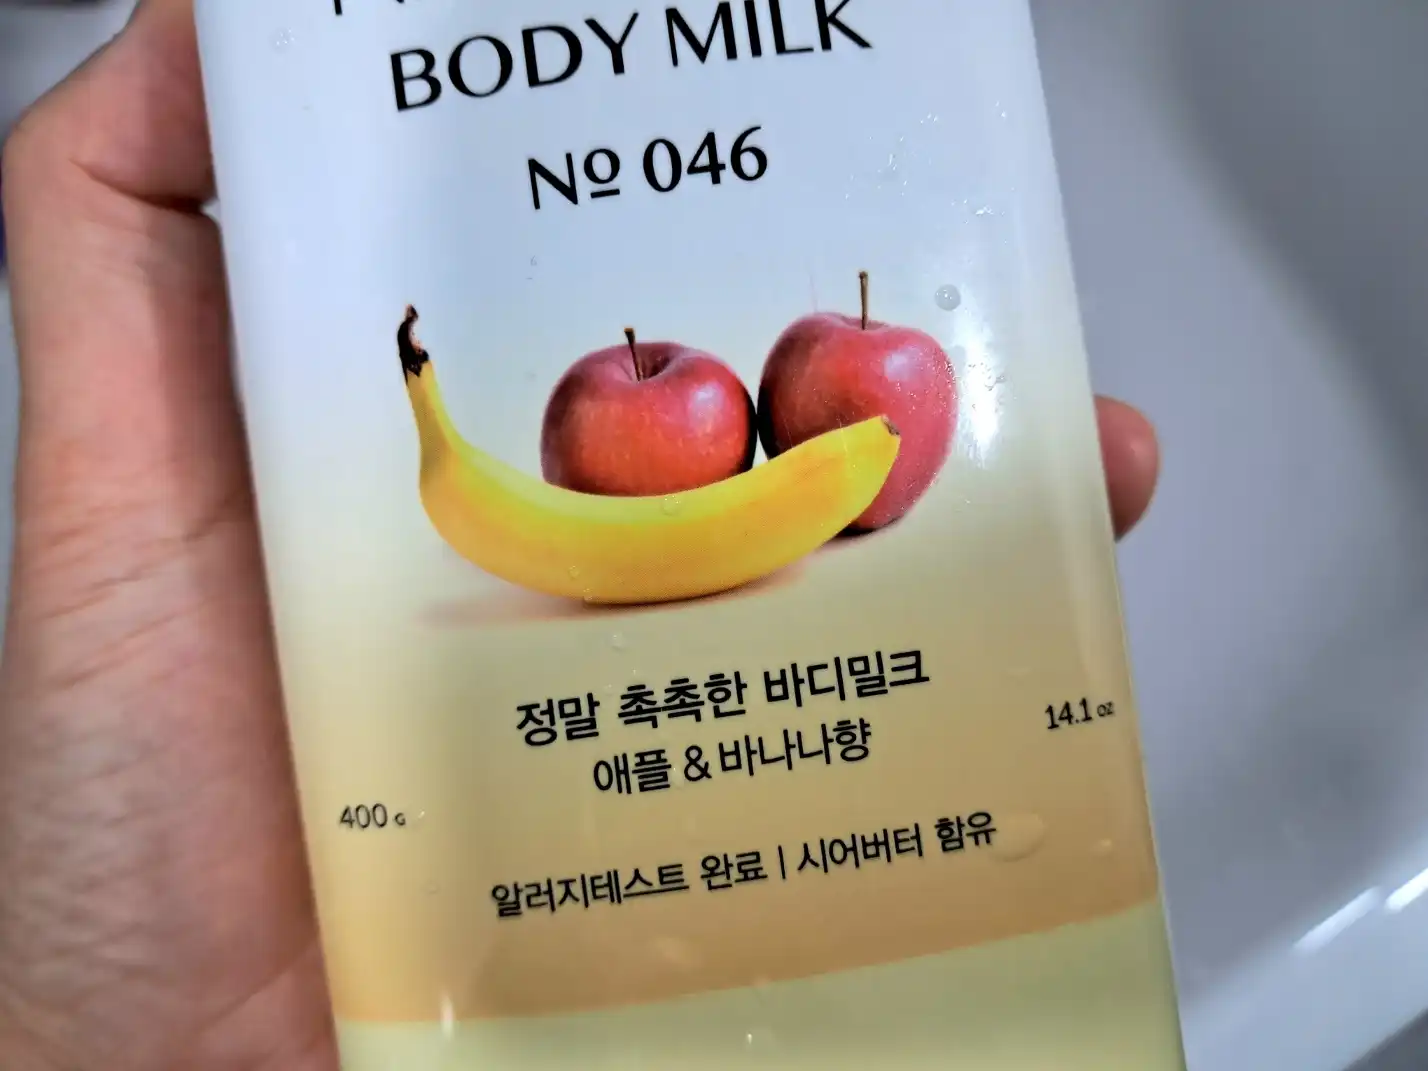 BODY MILK
Nº 046
정말 촉촉한 바디밀크
애플 & 바나나향
14.1 oz
400 G
알러지테스트 완료 | 시어버터 함유